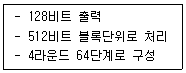 - 128비트 출력
- 512비트 블록단위로 처리
- 4라운드 64단계로 구성